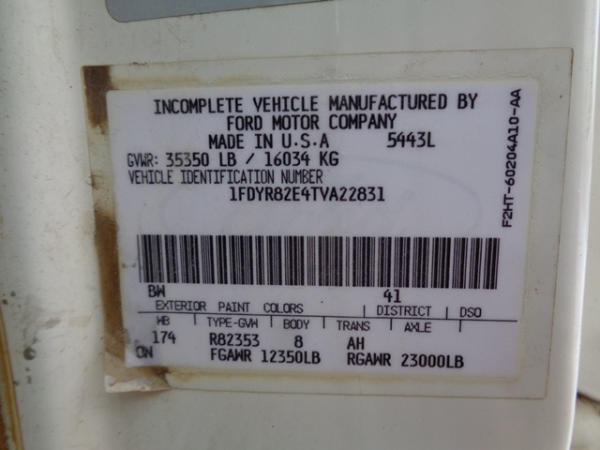 INCOMPLETE VEHICLE MANUFACTURED BY
FORD MOTOR COMPANY
MADE IN U.S.A 5443L
GVWR: 35350 LB / 16034 KG
VEHICLE IDENTIFICATION NUMBER
1FDYR82E4TVA22831
F2HT-60204A10-AA
BW 41
EXTERIOR PAINT COLORS DISTRICT DSO
WB TYPE-GVW BODY TRANS AXLE
174 R82353 8 AH
CW FGAWR 12350LB RGAWR 23000LB